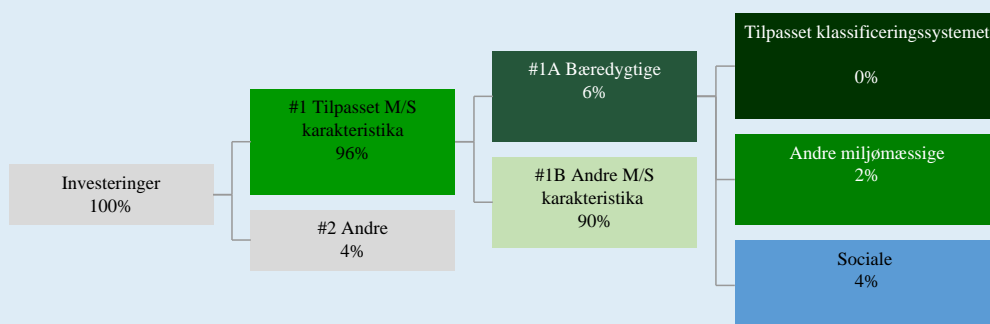 Investeringer
100%
#1 Tilpasset M/S
karakteristika
96%
#2 Andre
4%
#1A Bæredygtige
6%
#1B Andre M/S
karakteristika
90%
Tilpasset klassificeringssystemet
0%
Andre miljømæssige
2%
Sociale
4%